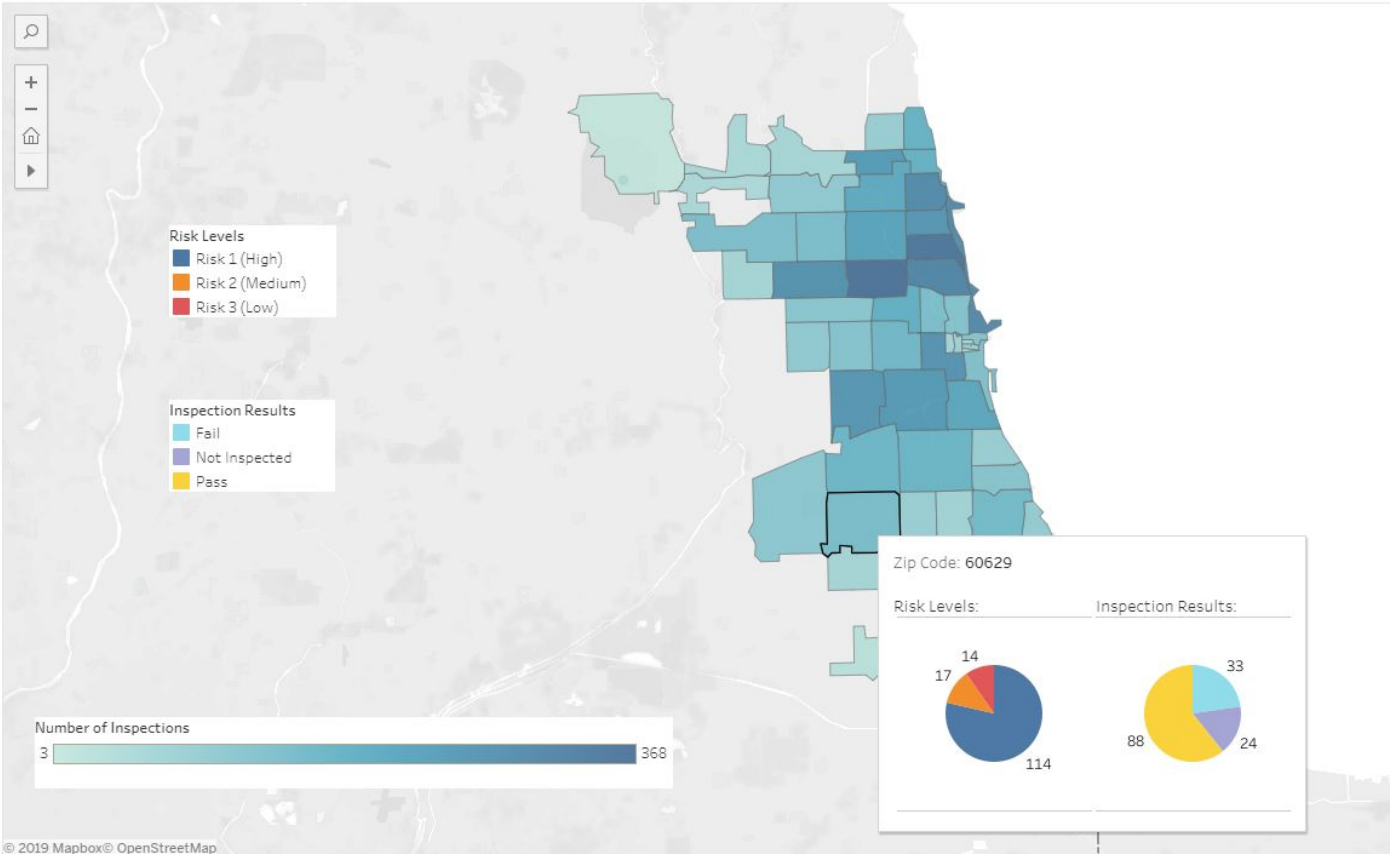 Risk Levels
Risk 1 (High)
Risk 2 (Medium)
Risk 3 (Low)
Inspection Results
Fail
Not Inspected
Pass
Zip Code: 60629
Risk Levels: Inspection Results:
14
17
114
33
88
24
Number of Inspections
3 368
© 2019 Mapbox© OpenStreetMap